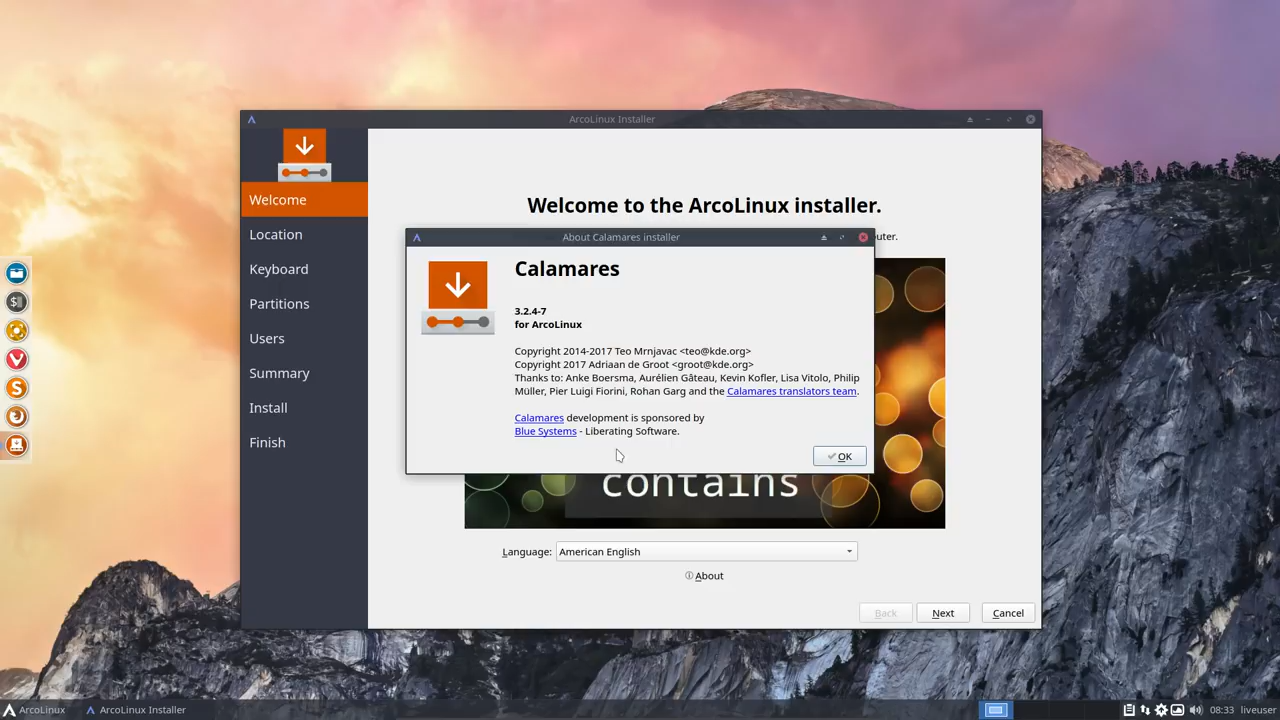 ArcoLinux Installer
Welcome
Location
Keyboard
Partitions
Users
Summary
Install
Finish
Welcome to the ArcoLinux installer.
uter.
About Calamares installer
Calamares
3.2.4-7
for ArcoLinux
Copyright 2014-2017 Teo Mrnjavac <teo@kde.org>
Copyright 2017 Adriaan de Groot <groot@kde.org>
Thanks to: Anke Boersma, Aurélien Gâteau, Kevin Kofler, Lisa Vitolo, Philip
Müller, Pier Luigi Fiorini, Rohan Garg and the Calamares translators team.
Calamares development is sponsored by
Blue Systems - Liberating Software.
OK
contains
Language: American English
About
Back Next Cancel
ArcoLinux ArcoLinux Installer 08:33 liveuser